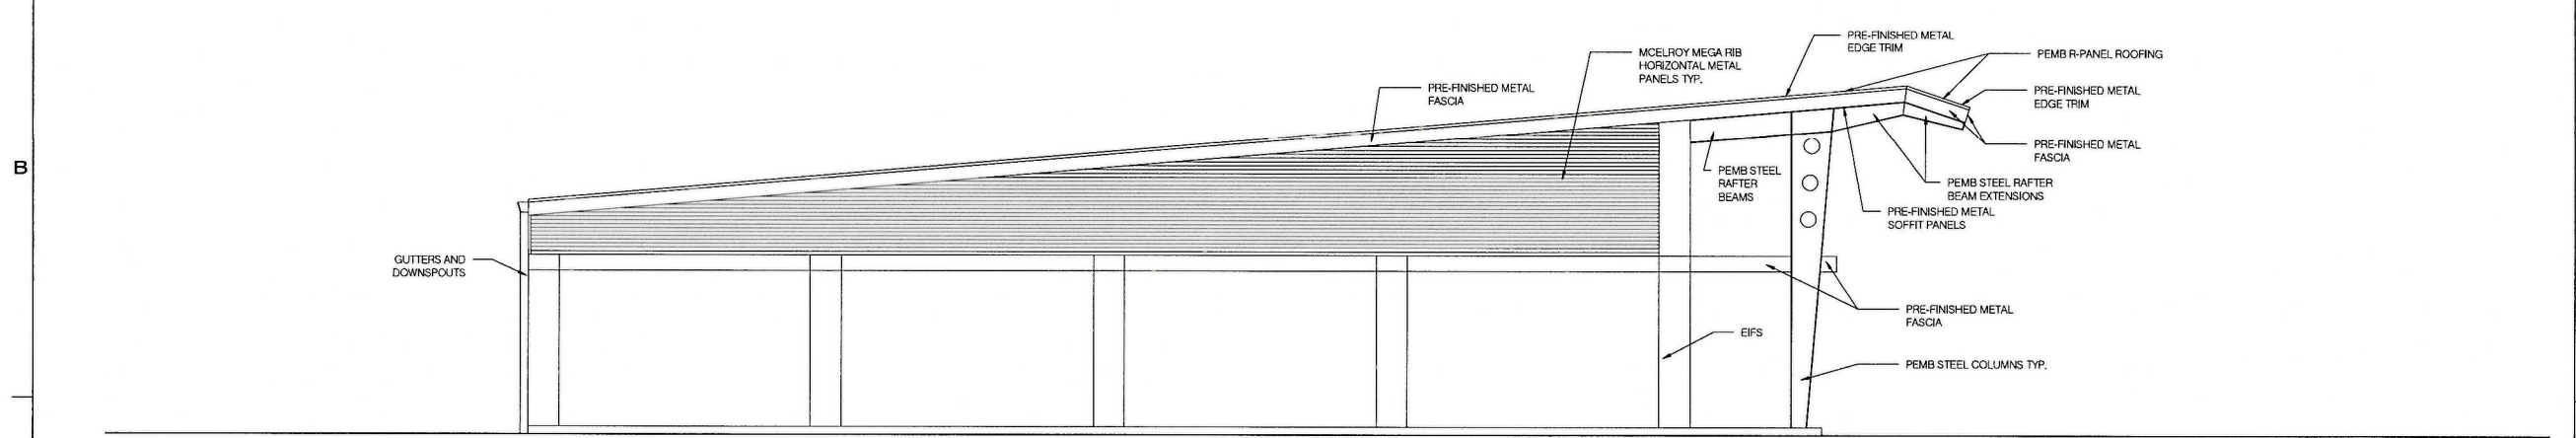 PRE-FINISHED METAL
EDGE TRIM
MCELROY MEGA RIB
HORIZONTAL METAL
PANELS TYP.
PEMB R-PANEL ROOFING
PRE-FINISHED METAL
FASCIA
PRE-FINISHED METAL
EDGE TRIM
B
PRE-FINISHED METAL
FASCIA
PEMB STEEL
RAFTER
BEAMS
PEMB STEEL RAFTER
BEAM EXTENSIONS
PRE-FINISHED METAL
SOFFIT PANELS
GUTTERS AND
DOWNSPOUTS
PRE-FINISHED METAL
FASCIA
EIFS
PEMB STEEL COLUMNS TYP.